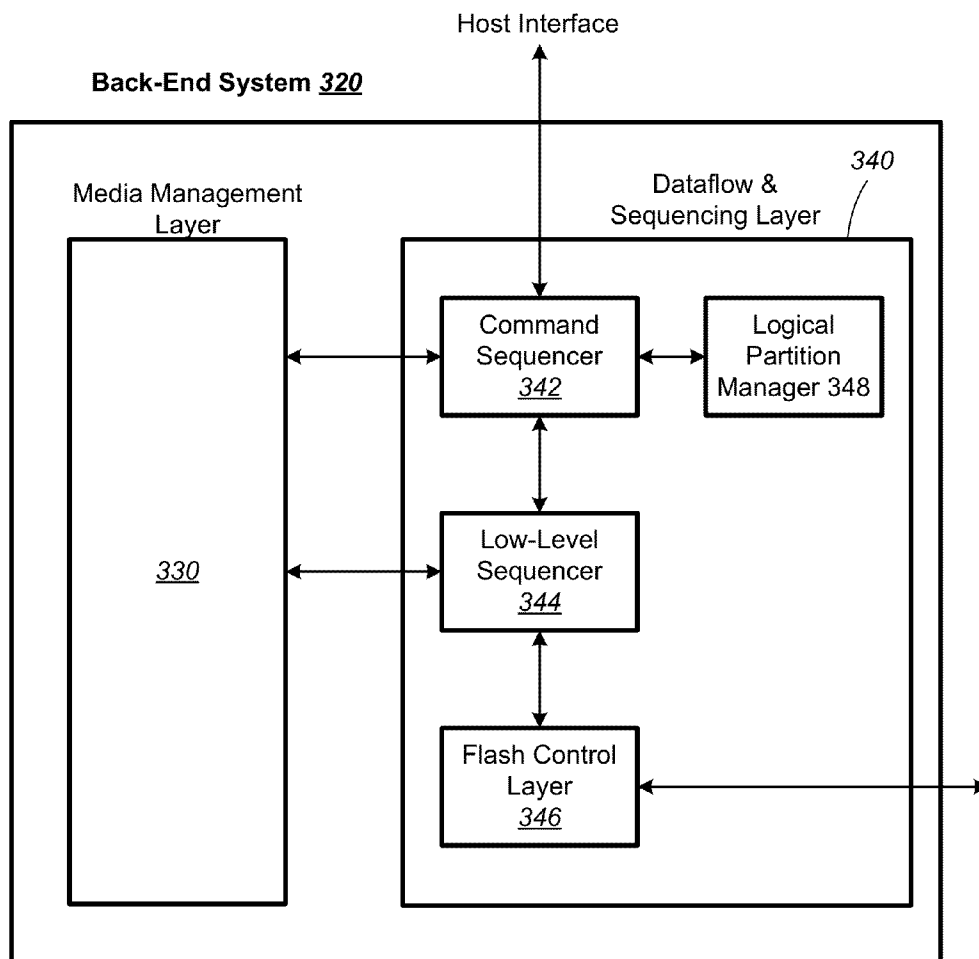 Host Interface
Back-End System 320
340
Media Management
Layer
Dataflow &
Sequencing Layer
Command
Sequencer
342
Logical
Partition
Manager 348
330
Low-Level
Sequencer
344
Flash Control
Layer
346